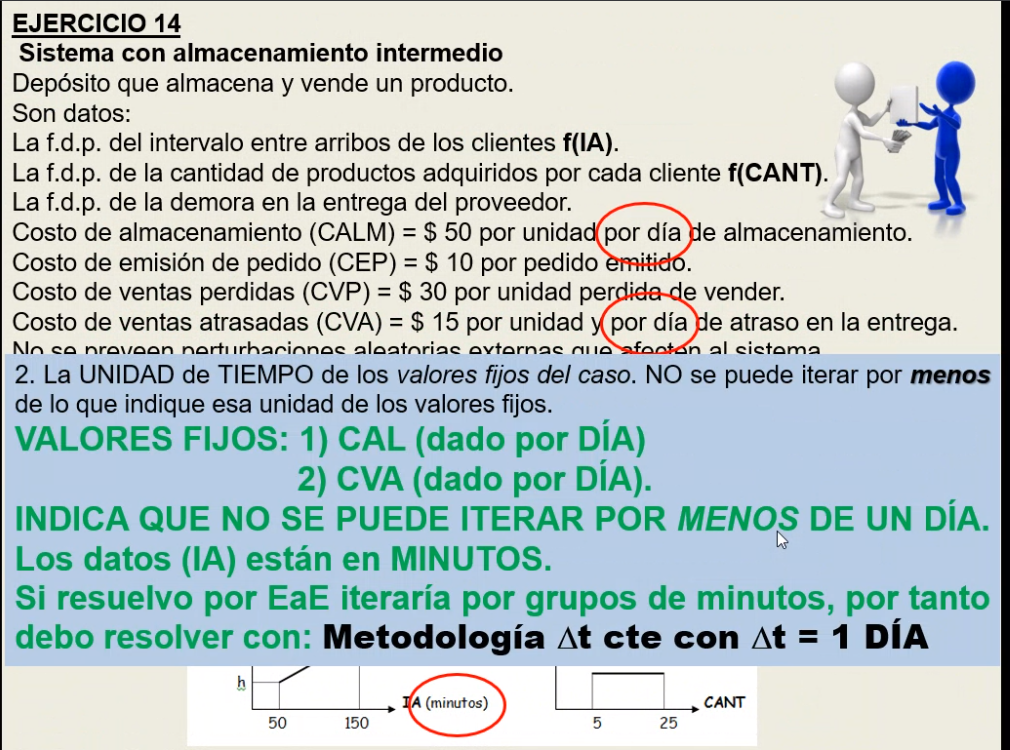 EJERCICIO 14
Sistema con almacenamiento intermedio
Depósito que almacena y vende un producto.
Son datos:
La f.d.p. del intervalo entre arribos de los clientes f(IA).
La f.d.p. de la cantidad de productos adquiridos por cada cliente f(CANT).
La f.d.p. de la demora en la entrega del proveedor.
Costo de almacenamiento (CALM) = $ 50 por unidad por día de almacenamiento.
Costo de emisión de pedido (CEP) = $ 10 por pedido emitido.
Costo de ventas perdidas (CVP) = $ 30 por unidad perdida de vender.
Costo de ventas atrasadas (CVA) = $ 15 por unidad y por día de atraso en la entrega.
No se preveen perturbaciones aleatorias externas que afecten al sistema
2. La UNIDAD de TIEMPO de los valores fijos del caso. NO se puede iterar por menos
de lo que indique esa unidad de los valores fijos.
VALORES FIJOS: 1) CAL (dado por DÍA)
2) CVA (dado por DÍA).
INDICA QUE NO SE PUEDE ITERAR POR MENOS DE UN DÍA.
Los datos (IA) están en MINUTOS.
Si resuelvo por EaE iteraría por grupos de minutos, por tanto
debo resolver con: Metodología Δt cte con Δt = 1 DÍA
h
IA (minutos)
CANT
50 150 5 25